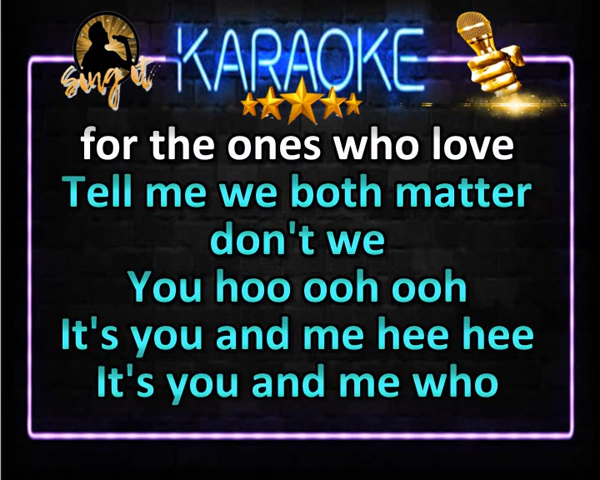 Sing it
KARAOKE
for the ones who love
Tell me we both matter
don't we
You hoo ooh ooh
It's you and me hee hee
It's you and me who